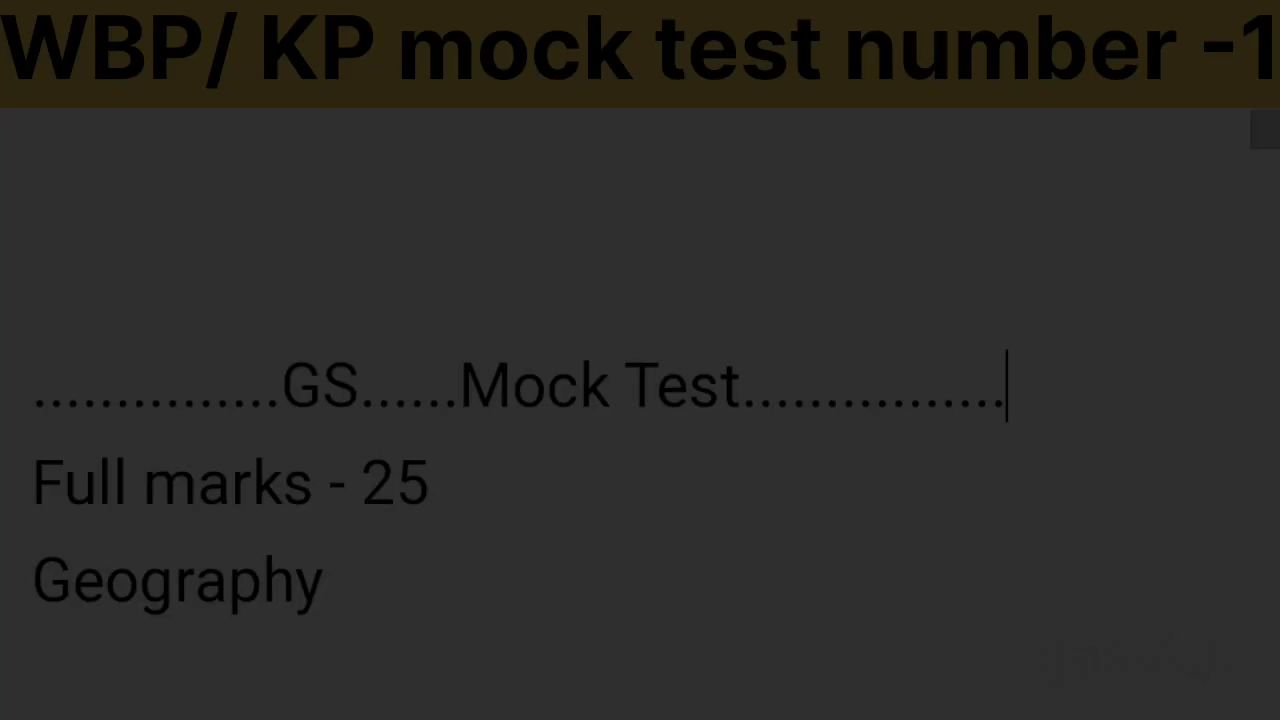 WBP/ KP mock test number -1
...............GS......Mock Test................
Full marks - 25
Geography